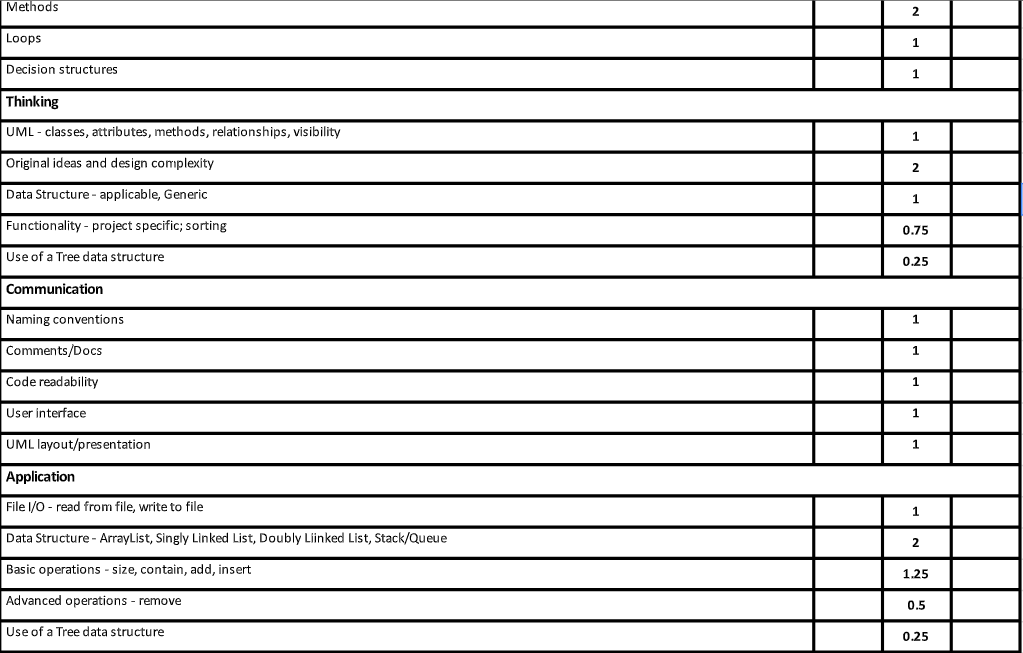 Methods 2
Loops 1
Decision structures 1
Thinking
UML - classes, attributes, methods, relationships, visibility 1
Original ideas and design complexity 2
Data Structure - applicable, Generic 1
Functionality - project specific; sorting 0.75
Use of a Tree data structure 0.25
Communication
Naming conventions 1
Comments/Docs 1
Code readability 1
User interface 1
UML layout/presentation 1
Application
File I/O - read from file, write to file 1
Data Structure - ArrayList, Singly Linked List, Doubly Liinked List, Stack/Queue 2
Basic operations - size, contain, add, insert 1.25
Advanced operations - remove 0.5
Use of a Tree data structure 0.25